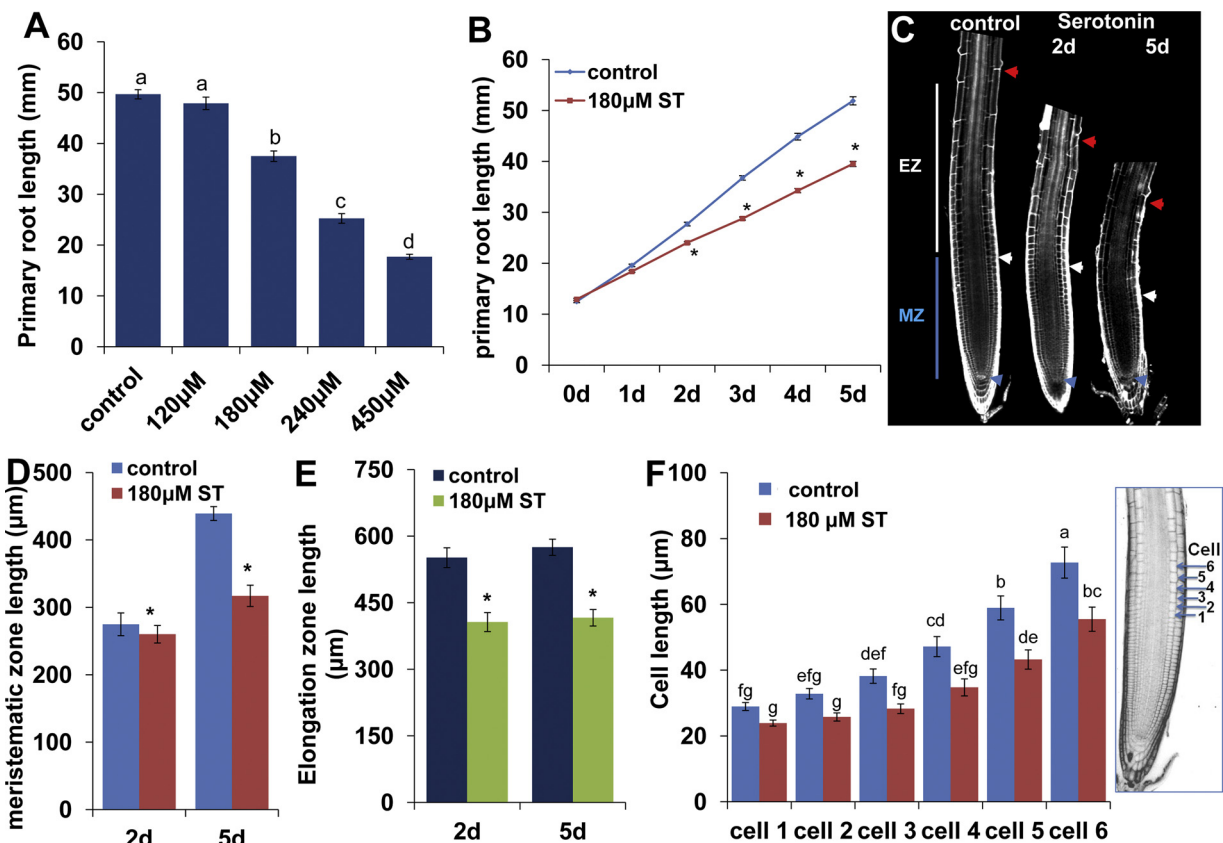 A
Primary root length (mm)
60
50
40
30
20
10
0
a
a
b
c
d
control
120µM
180µM
240µM
450µM
B
primary root length (mm)
60
50
40
30
20
10
0
control
180µM ST
*
*
*
*
0d 1d 2d 3d 4d 5d
C
control Serotonin
2d 5d
EZ
MZ
D
meristematic zone length (µm)
500
400
300
200
100
0
control
180µM ST
*
*
2d 5d
E
Elongation zone length
(µm)
750
600
450
300
150
0
control
180µM ST
*
*
2d 5d
F
Cell length (µm)
100
80
60
40
20
0
control
180 µM ST
fg g efg g def fg cd efg b de a bc
cell 1 cell 2 cell 3 cell 4 cell 5 cell 6
Cell
6
5
4
3
2
1